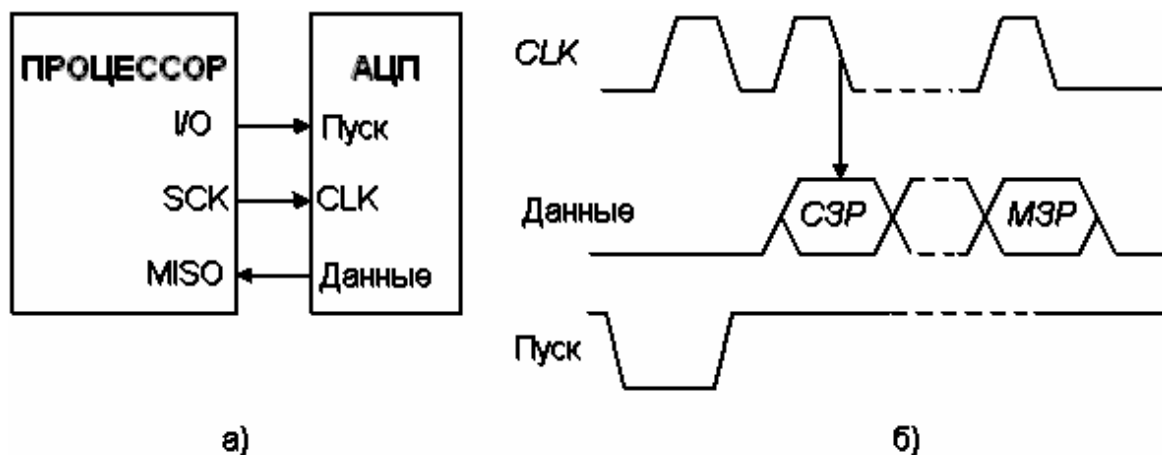 ПРОЦЕССОР
I/O
SCK
MISO
АЦП
Пуск
CLK
Данные
а)
CLK
Данные
СЗР
МЗР
Пуск
б)